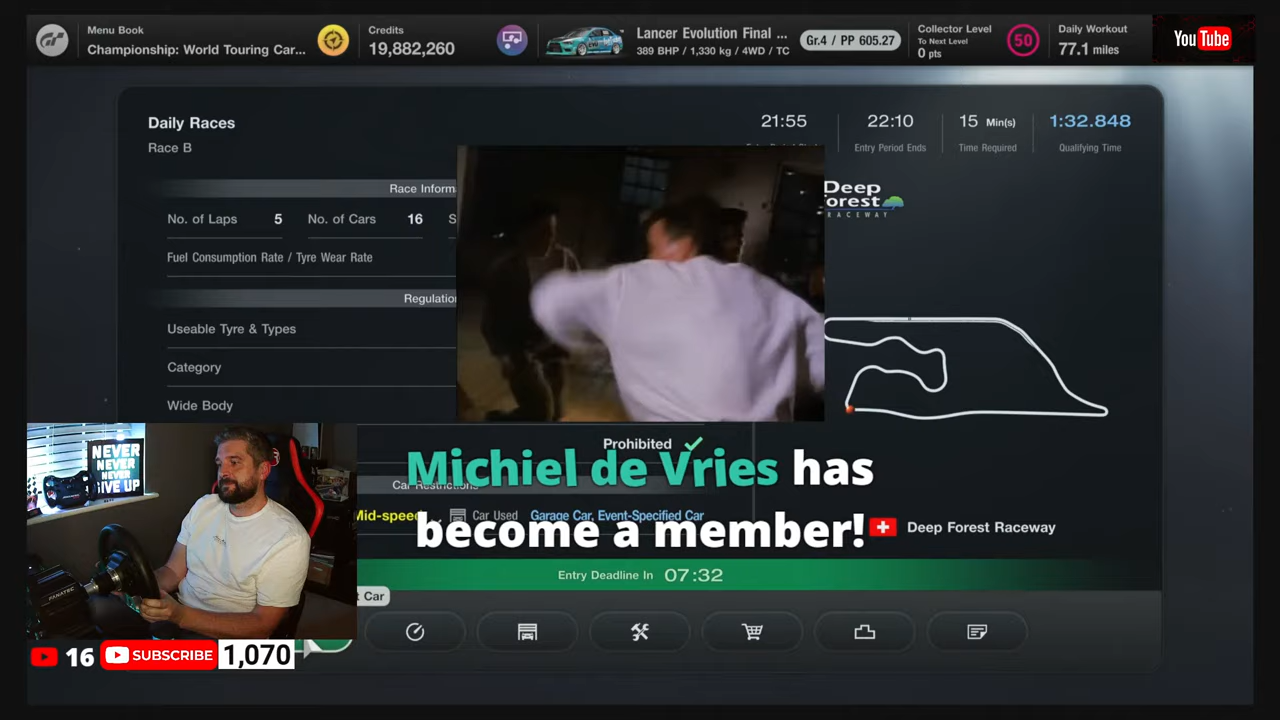 Menu Book
Championship: World Touring Car...
Credits
19,882,260
Lancer Evolution Final ...
389 BHP / 1,330 kg / 4WD / TC
Gr.4 / PP 605.27
Collector Level
To Next Level
0 pts
50
Daily Workout
77.1 miles
YouTube
Daily Races
Race B
21:55
22:10
Entry Period Ends
15 Min(s)
Time Required
1:32.848
Qualifying Time
Race Inform
No. of Laps 5
No. of Cars 16 S
Fuel Consumption Rate / Tyre Wear Rate
Regulation
Useable Tyre & Types
Category
Wide Body
Deep
orest
RACEWAY
Prohibited
Michiel de Vries has
become a member!
Car Restrictions
Mid-speed
Car Used Garage Car, Event-Specified Car
Deep Forest Raceway
Entry Deadline In 07:32
NEVER
NEVER
NEVER
GIVE UP
FANATEC
Car
16 SUBSCRIBE 1,070